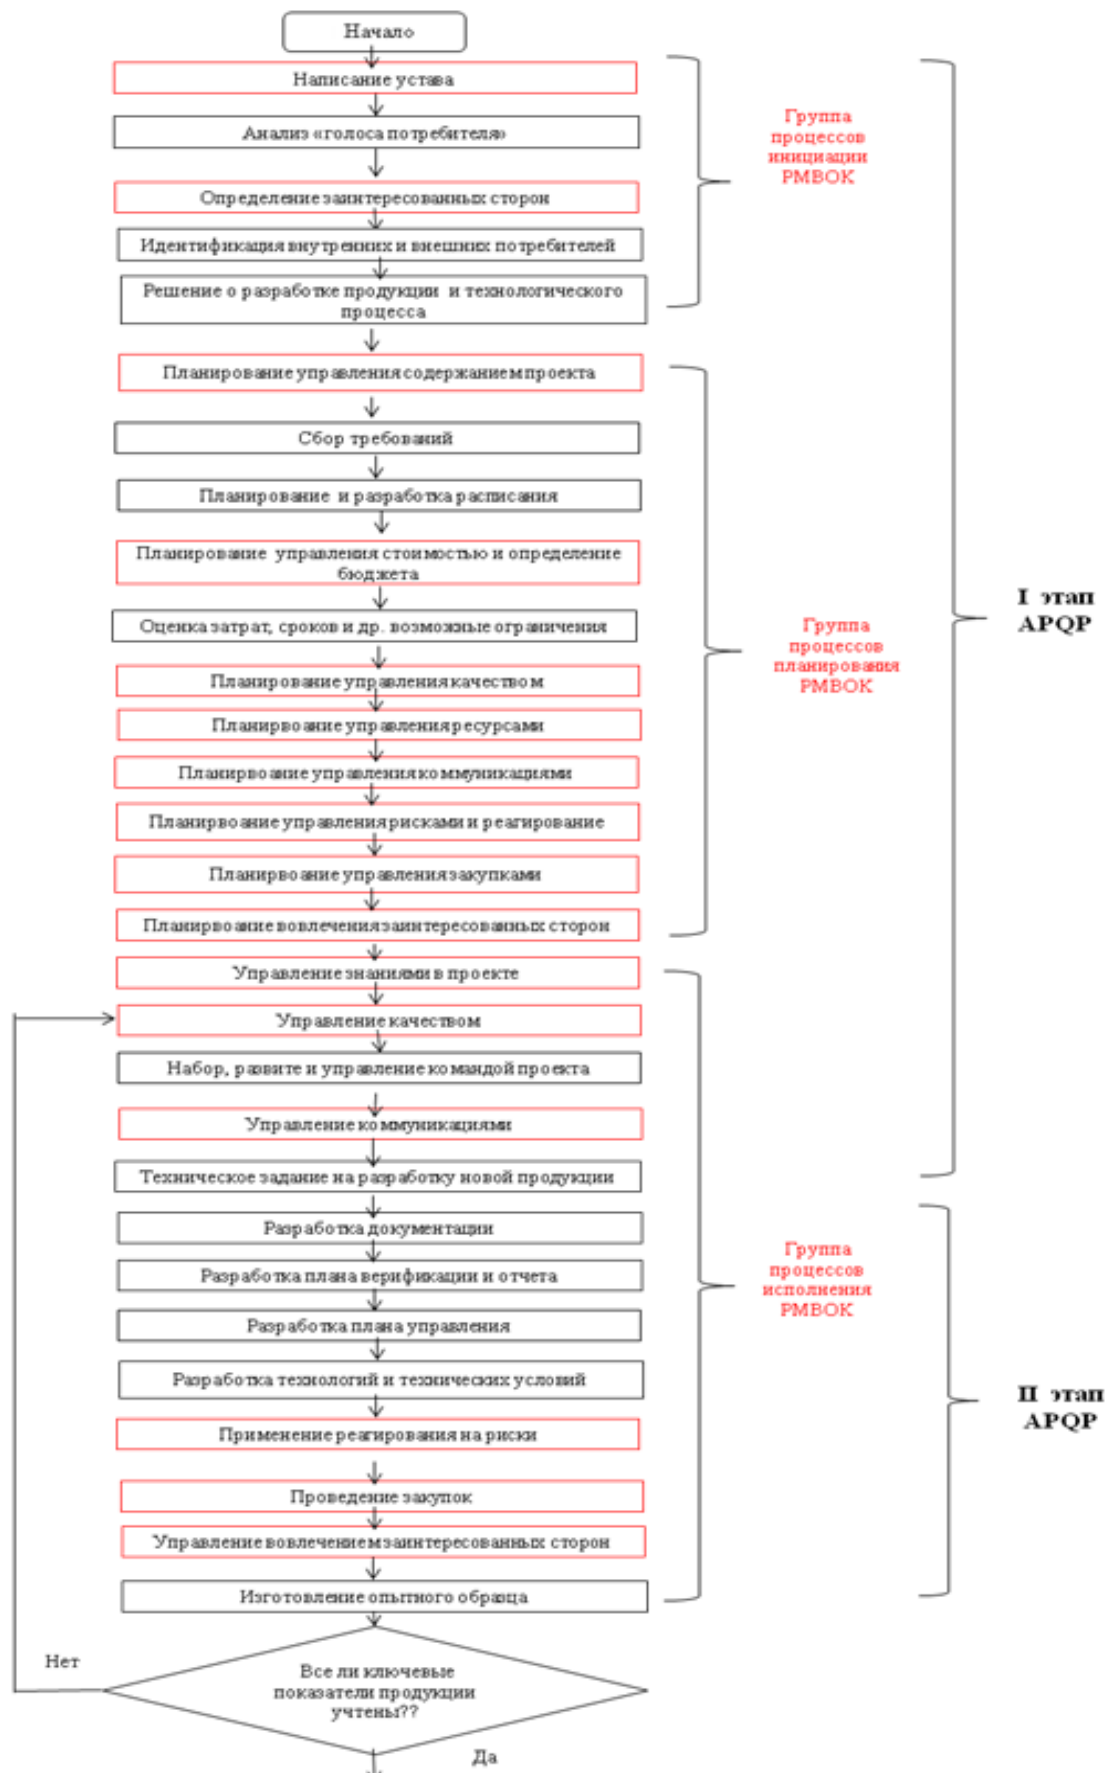 Начало
Написание устава
Анализ «голоса потребителя»
Определение заинтересованных сторон
Идентификация внутренних и внешних потребителей
Решение о разработке продукции и технологического
процесса
Группа
процессов
инициации
PMBOK
Планирование управления содержанием проекта
Сбор требований
Планирование и разработка расписания
Планирование управления стоимостью и определение
бюджета
Оценка затрат, сроков и др. возможные ограничения
Планирование управления качеством
Планирвоание управления ресурсами
Планирвоание управления коммуникациями
Планирвоание управления рисками и реагирование
Планирвоание управления закупками
Планирвоание вовлечения заинтересованных сторон
Группа
процессов
планирования
PMBOK
I этап
APQP
Управление знаниями в проекте
Управление качеством
Набор, развите и управление командой проекта
Управление коммуникациями
Техническое задание на разработку новой продукции
Разработка документации
Разработка плана верификации и отчета
Разработка плана управления
Разработка технологий и технических условий
Применение реагирования на риски
Проведение закупок
Управление вовлечением заинтересованных сторон
Изготовление опытного образца
Группа
процессов
исполнения
PMBOK
II этап
APQP
Нет
Все ли ключевые
показатели продукции
учтены??
Да